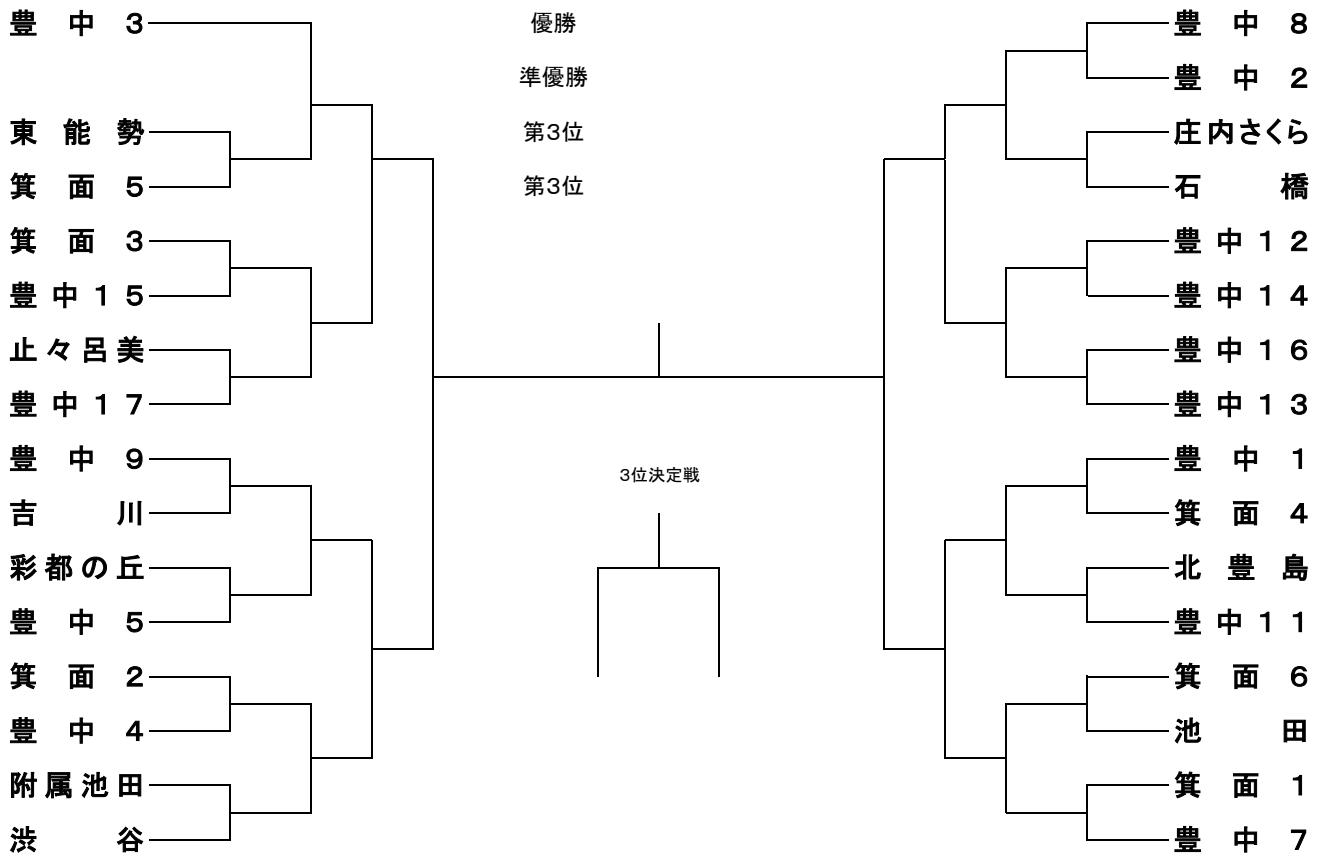 豊中3
東能勢
箕面5
箕面3
豊中15
止々呂美
豊中17
豊中9
吉川
彩都の丘
豊中5
箕面2
豊中4
附属池田
渋谷
優勝
準優勝
第3位
第3位
3位決定戦
豊中8
豊中2
庄内さくら
石橋
豊中12
豊中14
豊中16
豊中13
豊中1
箕面4
北豊島
豊中11
箕面6
池田
箕面1
豊中7